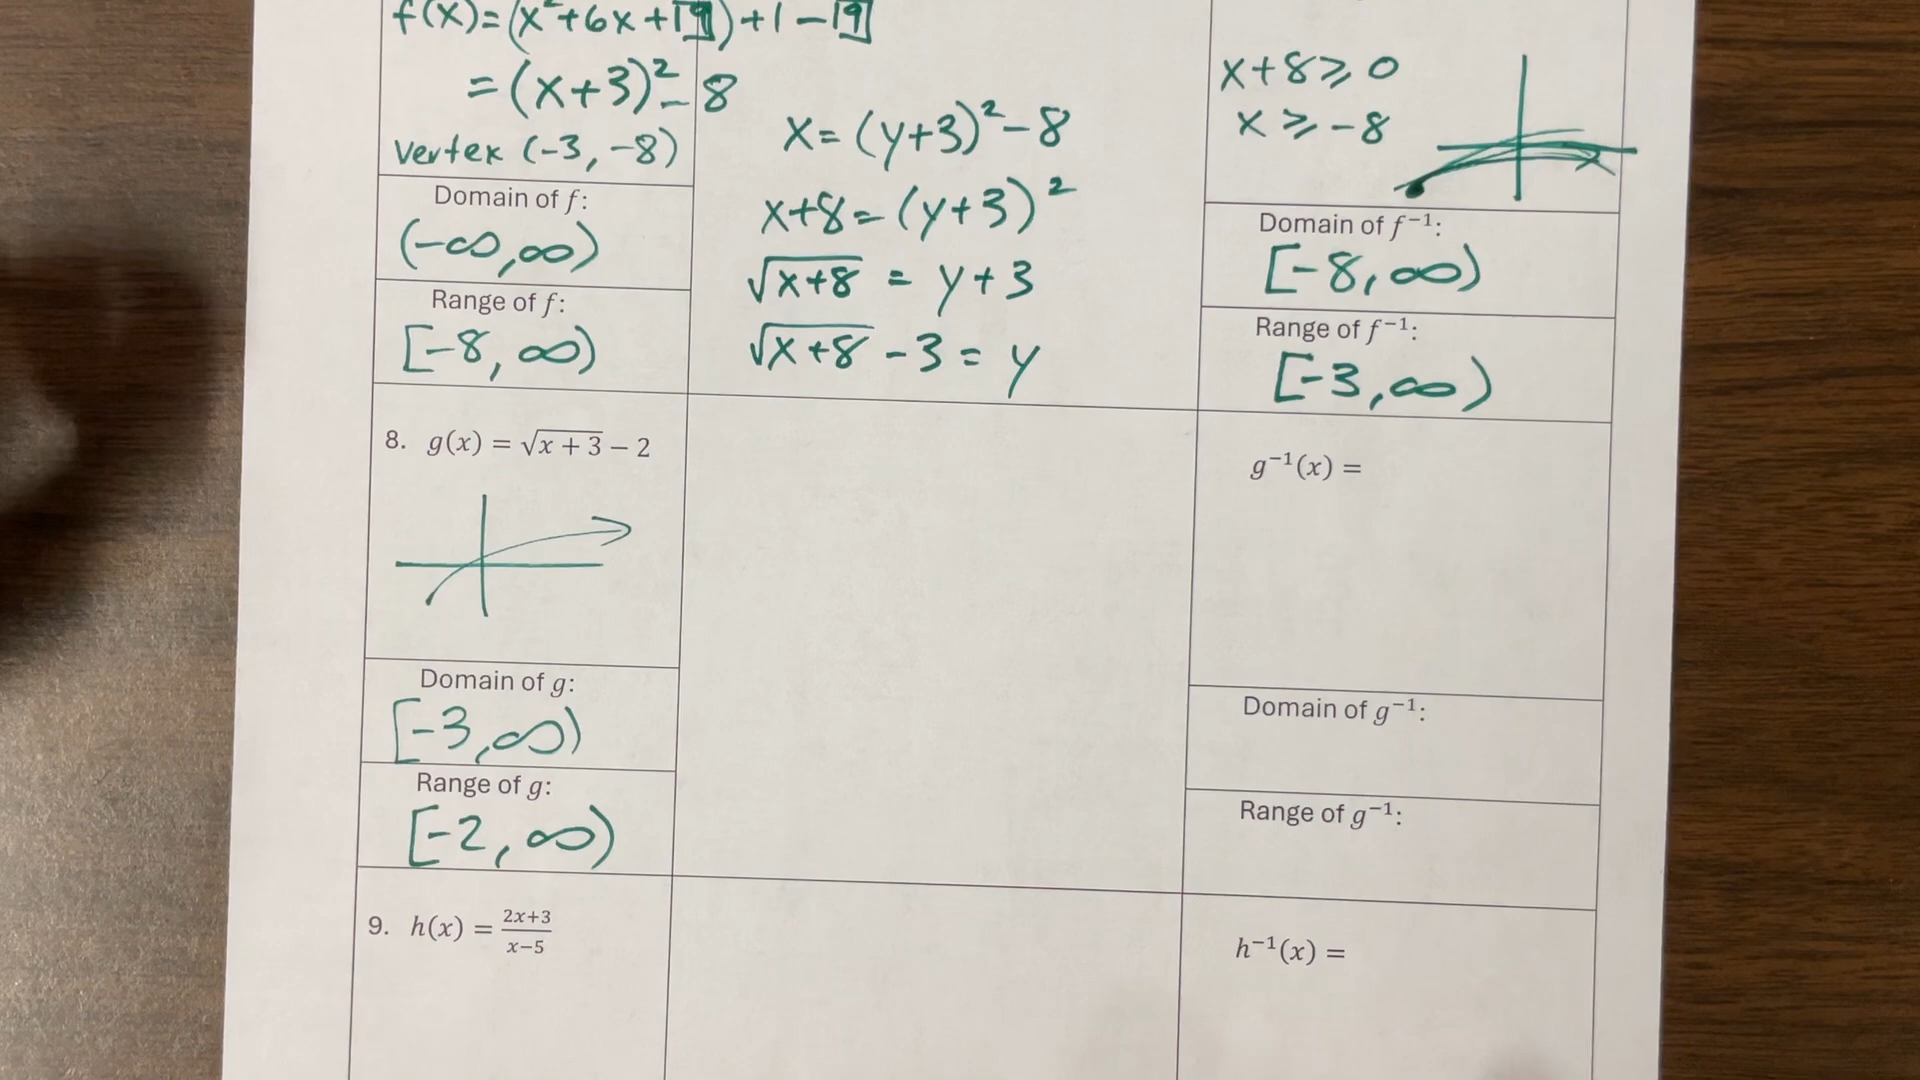 f(x)=(x²+6x+9)+1-9
=(x+3)²-8
vertex (-3, -8)
Domain of f:
(-∞,∞)
Range of f:
[-8, ∞)
x=(y+3)²-8
x+8=(y+3)²
√x+8 = y+3
√x+8 -3 = y
x+8≥0
x≥-8
Domain of f⁻¹:
[-8,∞)
Range of f⁻¹:
[-3,∞)
8. g(x) = √x + 3 − 2
Domain of g:
[-3,∞)
Range of g:
[-2,∞)
g⁻¹(x) =
Domain of g⁻¹:
Range of g⁻¹:
9. h(x) = 2x+3/x−5
h⁻¹(x) =